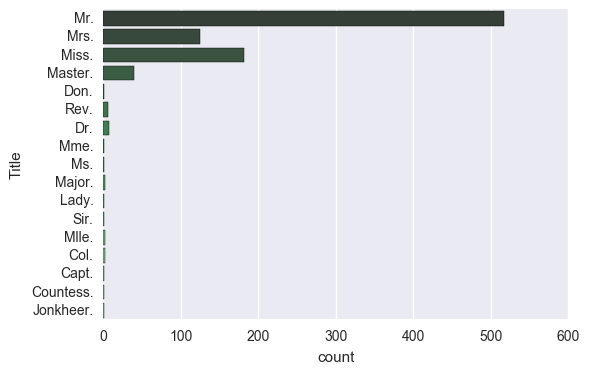 Mr.
Mrs.
Miss.
Master.
Don.
Rev.
Dr.
Mme.
Ms.
Major.
Lady.
Sir.
Mlle.
Col.
Capt.
Countess.
Jonkheer.
Title
0 100 200 300 400 500 600
count